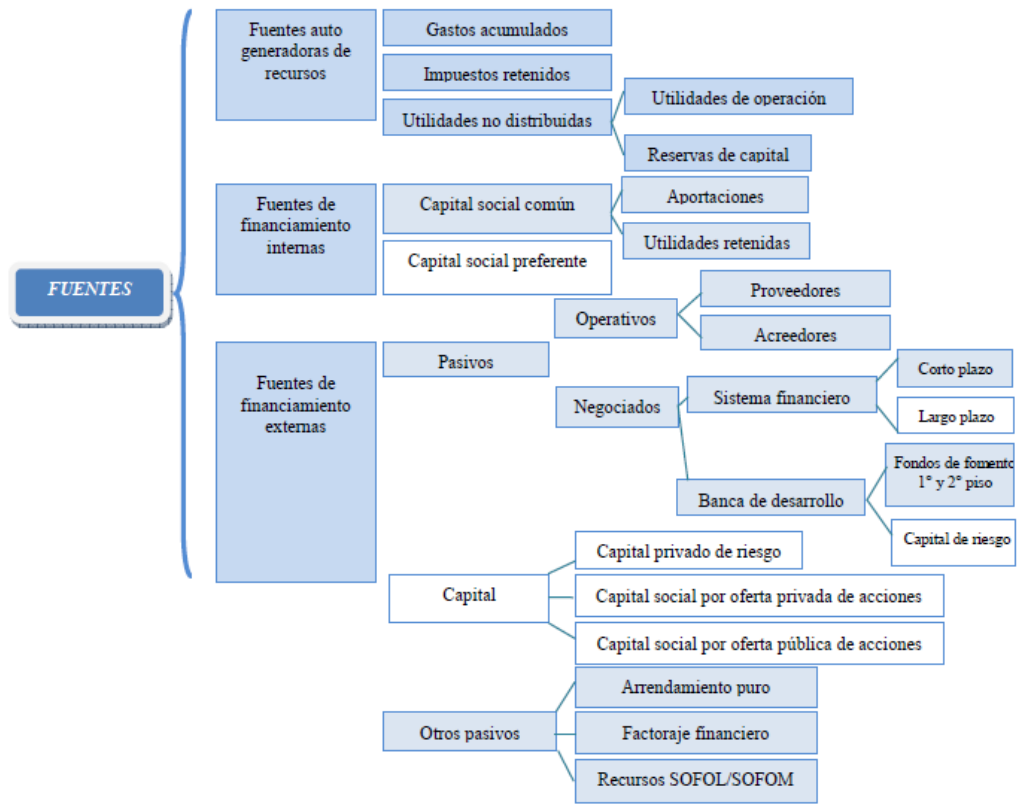 FUENTES
Fuentes auto
generadoras de
recursos
Gastos acumulados
Impuestos retenidos
Utilidades no distribuidas
Utilidades de operación
Reservas de capital
Fuentes de
financiamiento
internas
Capital social común
Aportaciones
Utilidades retenidas
Capital social preferente
Fuentes de
financiamiento
externas
Pasivos
Operativos
Proveedores
Acreedores
Negociados
Sistema financiero
Corto plazo
Largo plazo
Banca de desarrollo
Fondos de fomento
1° y 2° piso
Capital de riesgo
Capital
Capital privado de riesgo
Capital social por oferta privada de acciones
Capital social por oferta pública de acciones
Otros pasivos
Arrendamiento puro
Factoraje financiero
Recursos SOFOL/SOFOM